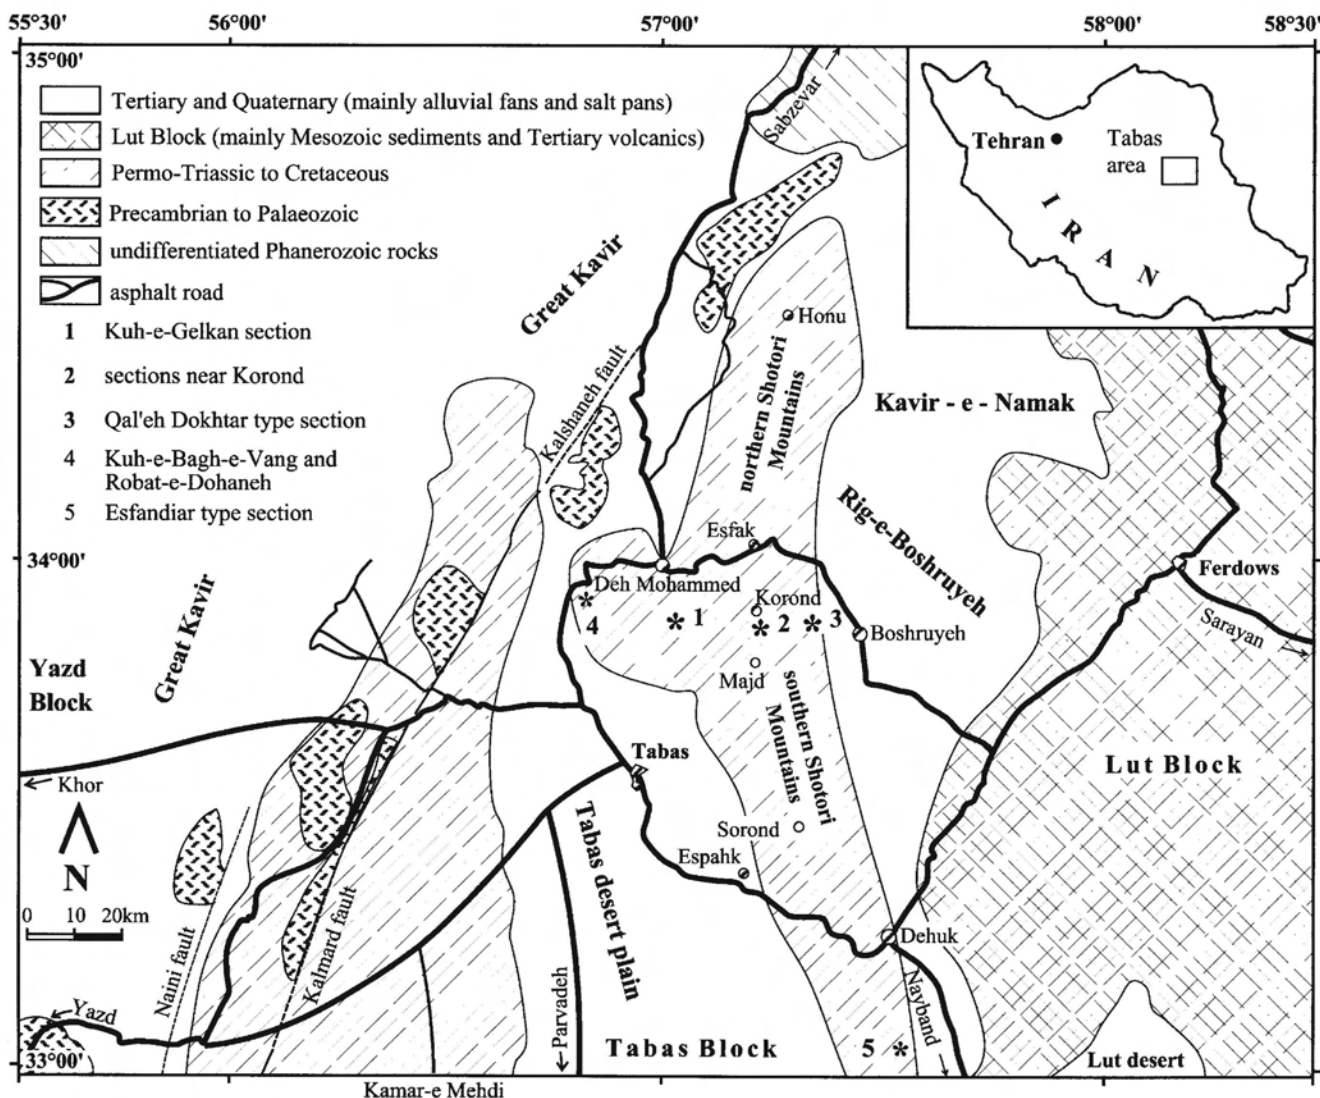 55°30'
56°00'
57°00'
58°00'
58°30'
35°00'
Tertiary and Quaternary (mainly alluvial fans and salt pans)
Lut Block (mainly Mesozoic sediments and Tertiary volcanics)
Permo-Triassic to Cretaceous
Precambrian to Palaeozoic
undifferentiated Phanerozoic rocks
asphalt road
1 Kuh-e-Gelkan section
2 sections near Korond
3 Qal'eh Dokhtar type section
4 Kuh-e-Bagh-e-Vang and
Robat-e-Dohaneh
5 Esfandiar type section
Sabzevar
Tehran
Tabas
area
IRAN
Great Kavir
Honu
Kalshaneh fault
northern Shotori
Mountains
Kavir - e - Namak
Rig-e-Boshruyeh
Esfak
34°00'
Deh Mohammed
Ferdows
Korond
4
* 1
* 2
* 3
*
Boshruyeh
Sarayan
Great Kavir
Yazd
Block
Majd
southern Shotori
Mountains
Tabas
Lut Block
Khor
N
0 10 20km
Tabas desert plain
Sorond
Espahk
Dehuk
Naini fault
Kalmard fault
Yazd
Parvadeh
Nayband
33°00'
Tabas Block
5 *
Lut desert
Kamar-e Mehdi